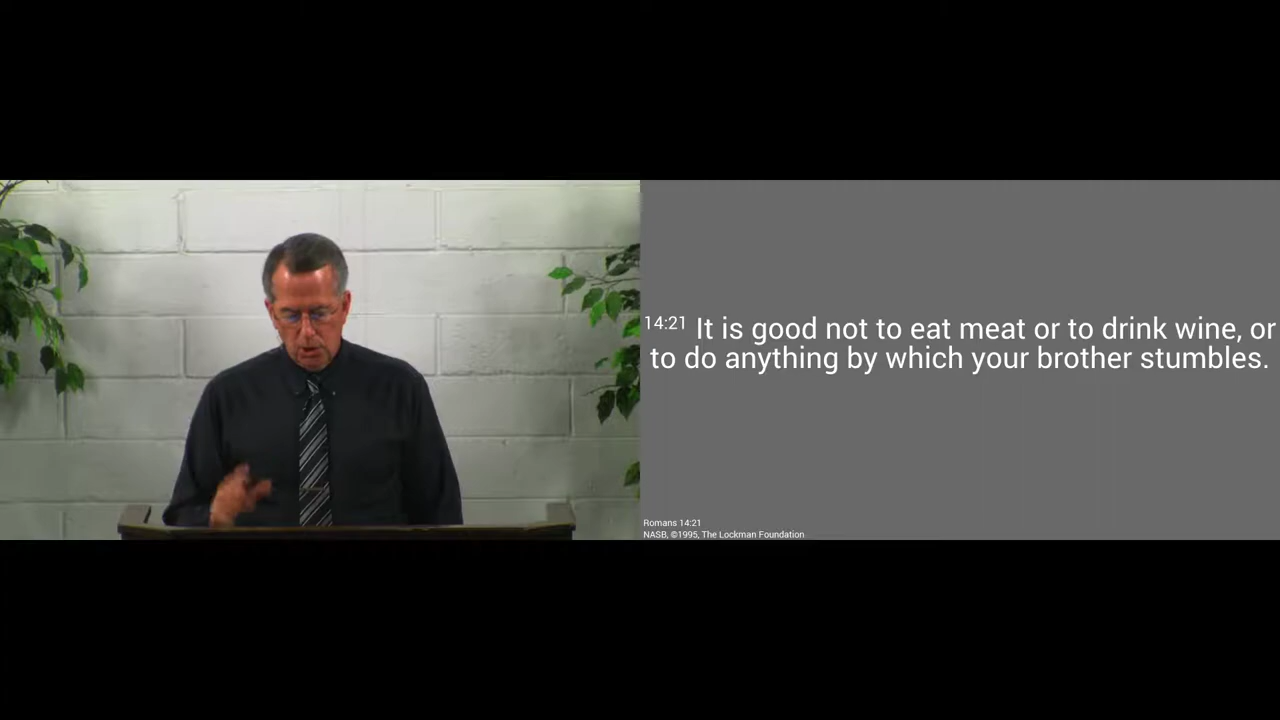 14:21 It is good not to eat meat or to drink wine, or
to do anything by which your brother stumbles.
Romans 14:21
NASB, ©1995, The Lockman Foundation